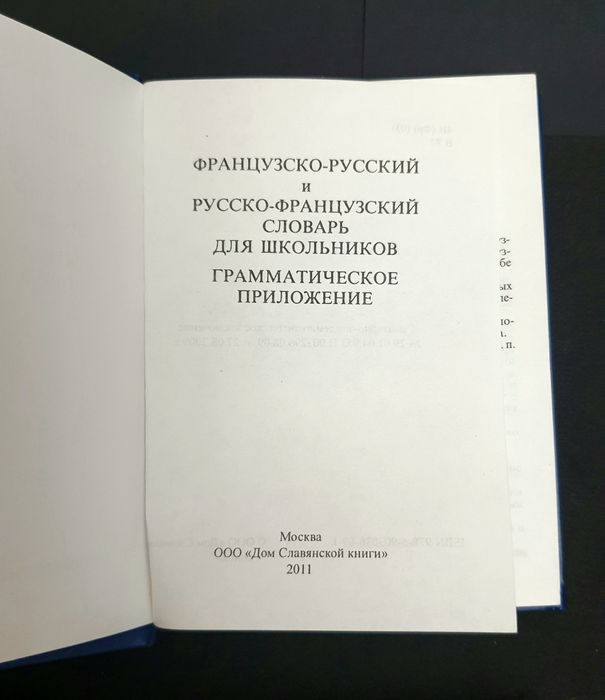 ФРАНЦУЗСКО-РУССКИЙ
и
РУССКО-ФРАНЦУЗСКИЙ
СЛОВАРЬ
ДЛЯ ШКОЛЬНИКОВ
ГРАММАТИЧЕСКОЕ
ПРИЛОЖЕНИЕ
Москва
ООО «Дом Славянской книги»
2011